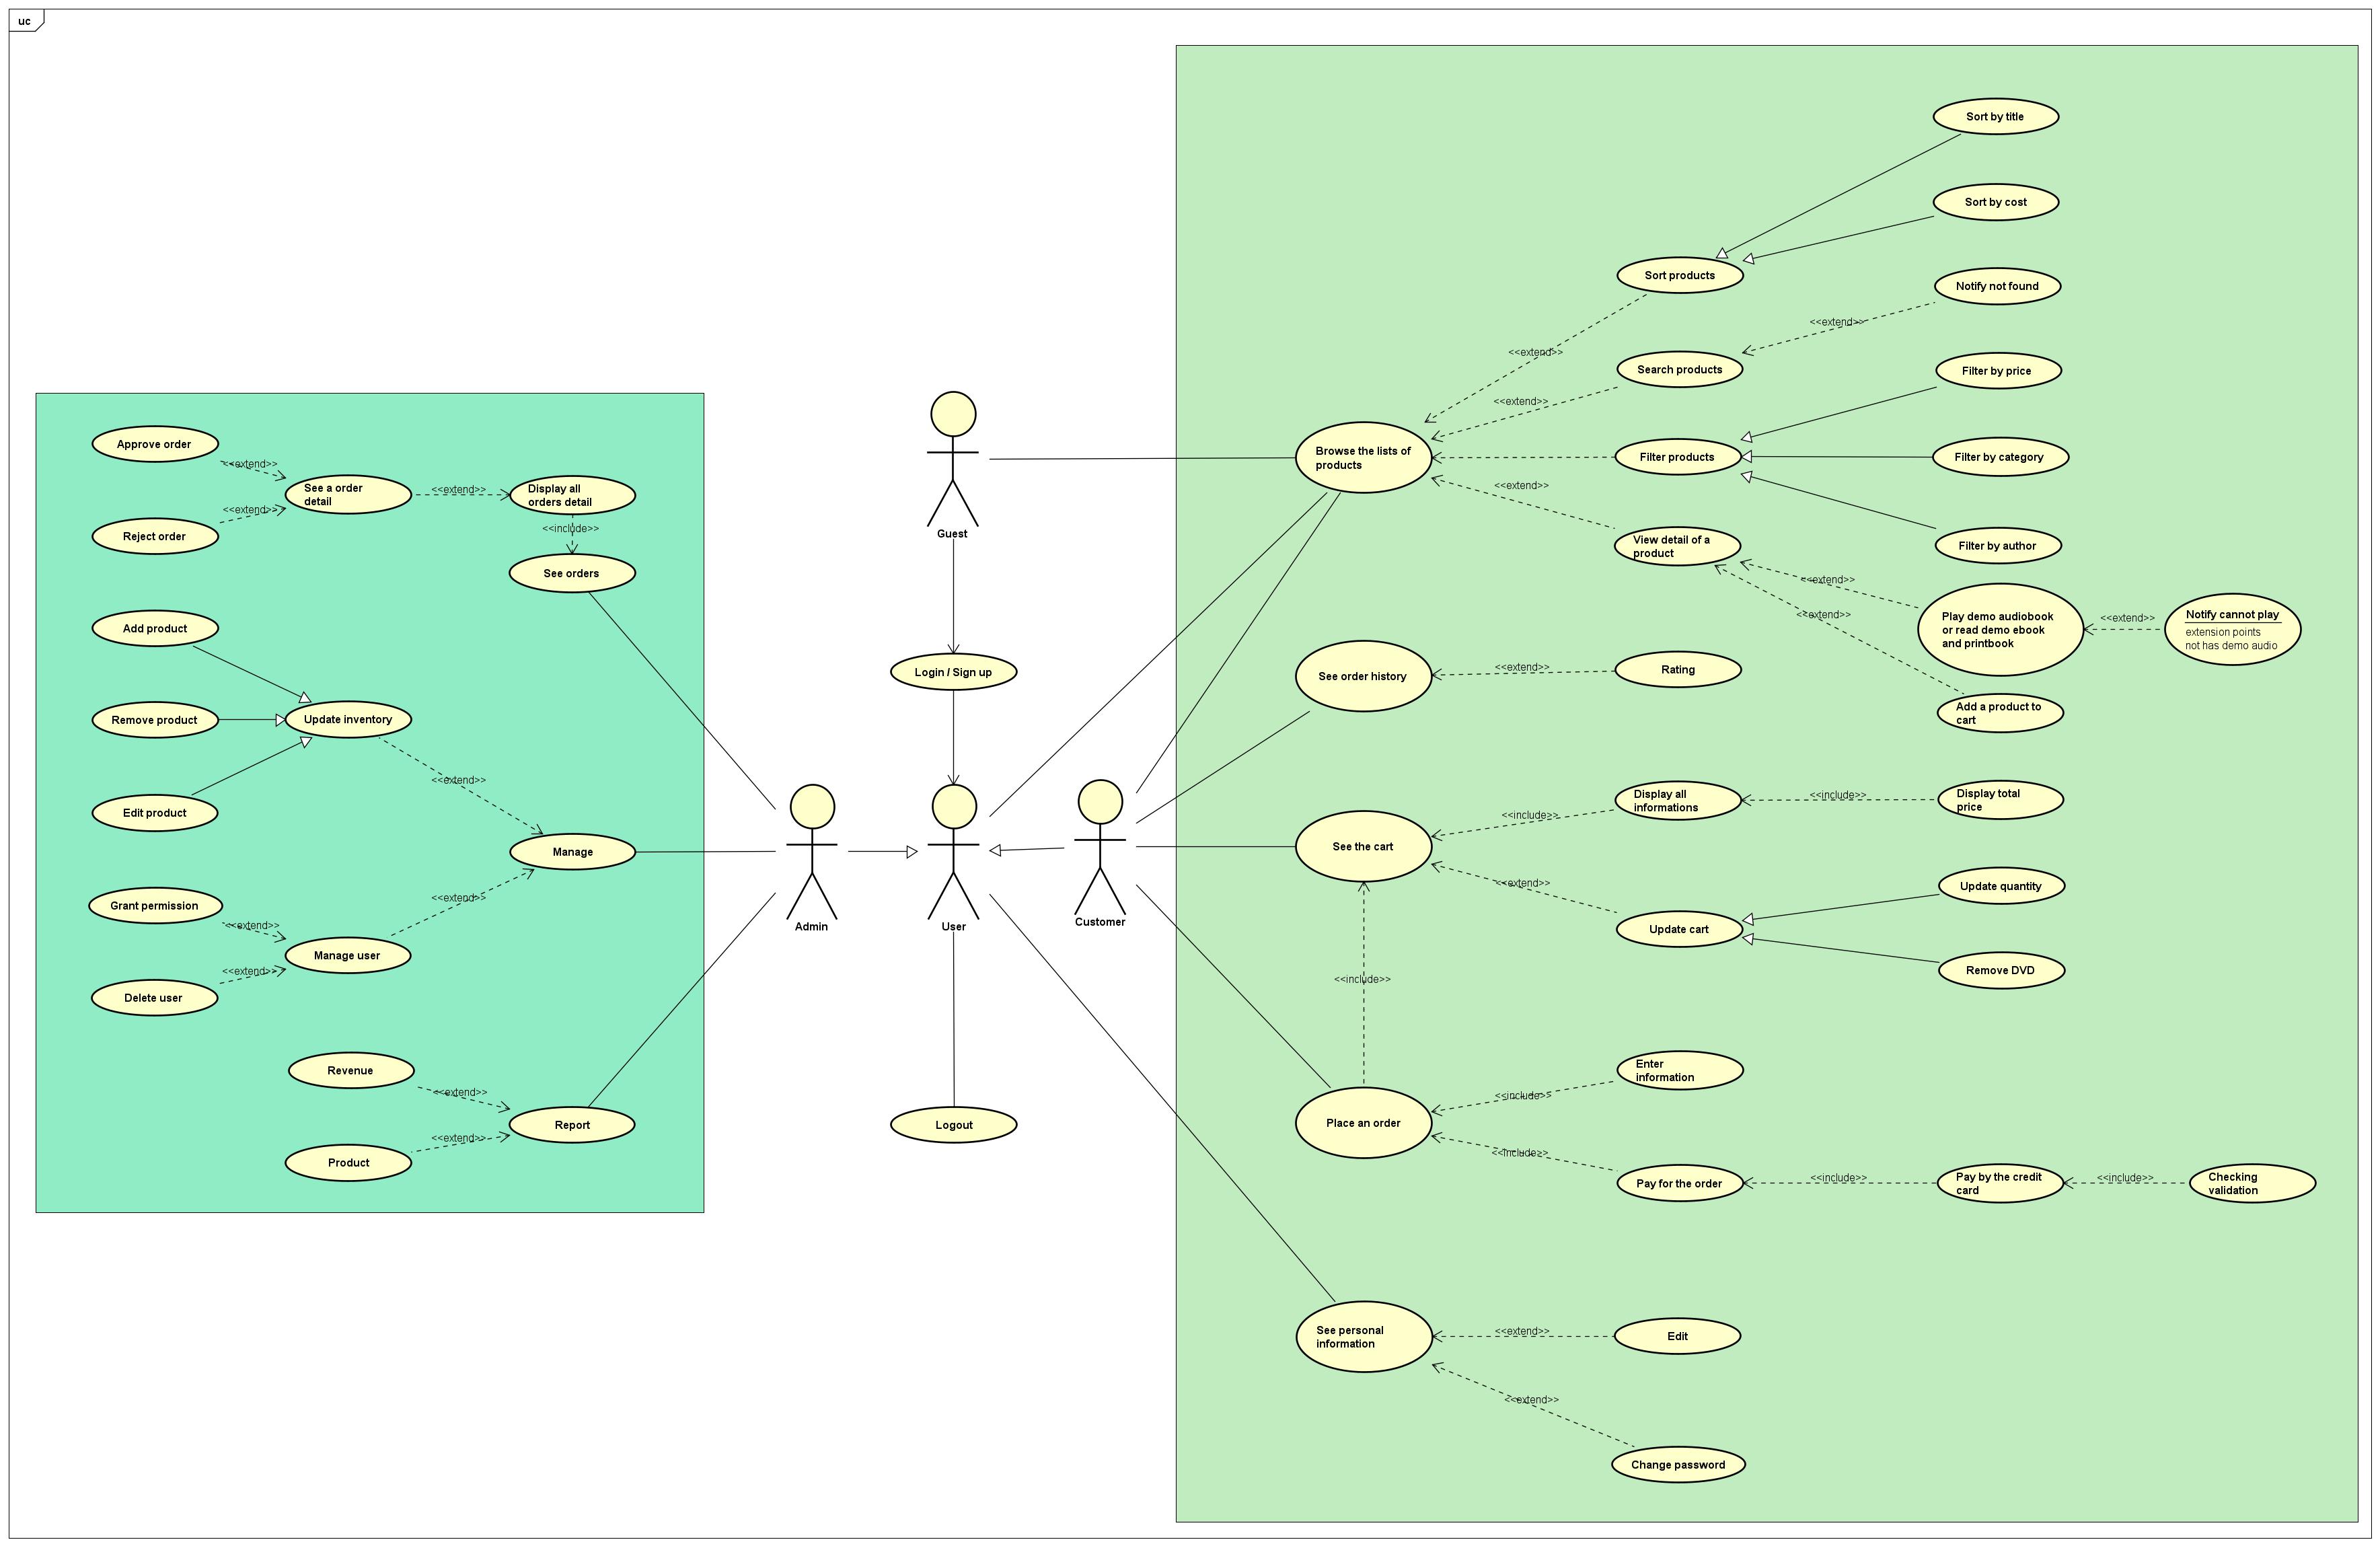 uc
Approve order
<<extend>>
See a order
detail
<<extend>>
Display all
orders detail
<<extend>>
Reject order
<<include>>
See orders
Add product
Remove product
Update inventory
Edit product
<<extend>>
Manage
Grant permission
<<extend>>
<<extend>>
Manage user
<<extend>>
Delete user
Revenue
<<extend>>
Report
<<extend>>
Product
Guest
Login / Sign up
Admin
User
Customer
Logout
Sort by title
Sort by cost
Sort products
Notify not found
<<extend>>
<<extend>>
Search products
Filter by price
<<extend>>
Browse the lists of
products
Filter products
Filter by category
<<extend>>
View detail of a
product
Filter by author
<<extend>>
<<extend>>
Play demo audiobook
or read demo ebook
and printbook
<<extend>>
Notify cannot play
extension points
not has demo audio
Add a product to
cart
See order history
<<extend>>
Rating
Display all
informations
<<include>>
Display total
price
<<include>>
See the cart
<<extend>>
Update quantity
Update cart
Remove DVD
<<include>>
Enter
information
<<include>>
Place an order
<<include>>
Pay for the order
<<include>>
Pay by the credit
card
<<include>>
Checking
validation
See personal
information
<<extend>>
Edit
<<extend>>
Change password